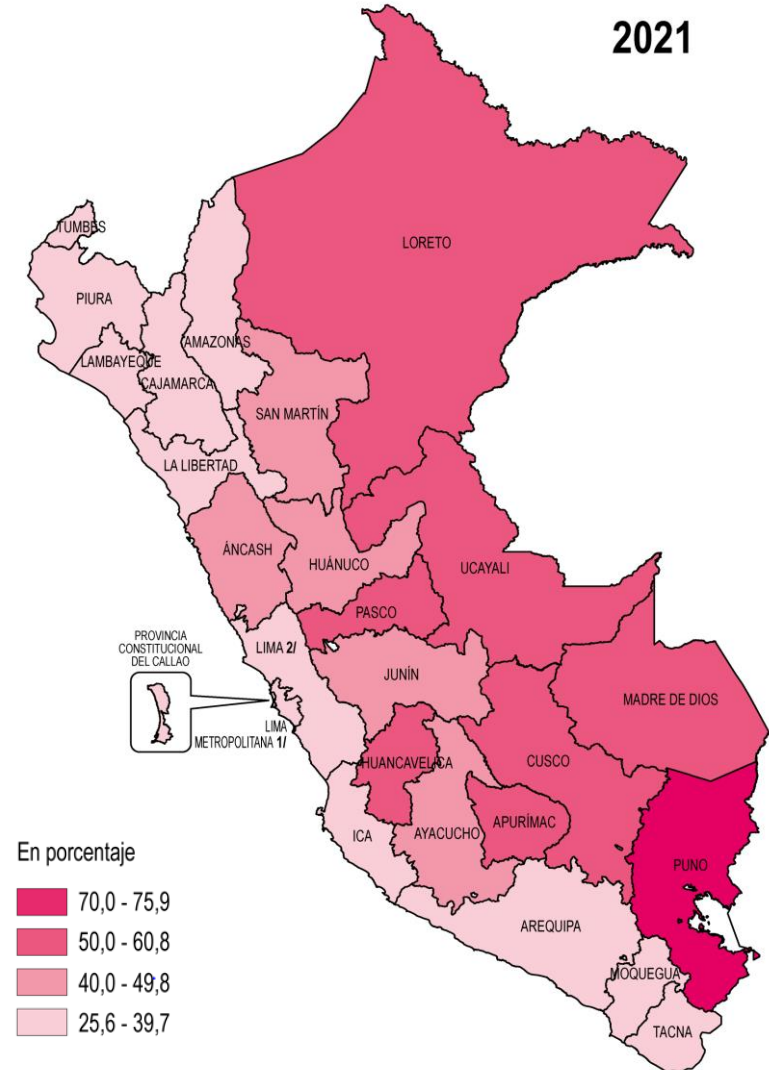 2021
LORETO
TUMBES
PIURA
AMAZONAS
LAMBAYEQUE
CAJAMARCA
SAN MARTÍN
LA LIBERTAD
ÁNCASH
HUÁNUCO
UCAYALI
PASCO
PROVINCIA
CONSTITUCIONAL
DEL CALLAO
LIMA 2/
JUNÍN
MADRE DE DIOS
LIMA
METROPOLITANA 1/
HUANCAVELICA
CUSCO
ICA
AYACUCHO
APURÍMAC
PUNO
AREQUIPA
MOQUEGUA
TACNA
En porcentaje
70,0 - 75,9
50,0 - 60,8
40,0 - 49,8
25,6 - 39,7